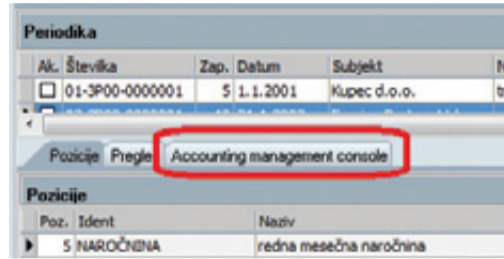 Periodika
Ak. Številka Zap. Datum Subjekt N
01-3P00-0000001 5 1.1.2001 Kupec d.o.o.
Pozicije Pregle Accounting management console
Pozicije
Poz. Ident Naziv
5 NAROČNINA redna mesečna naročnina